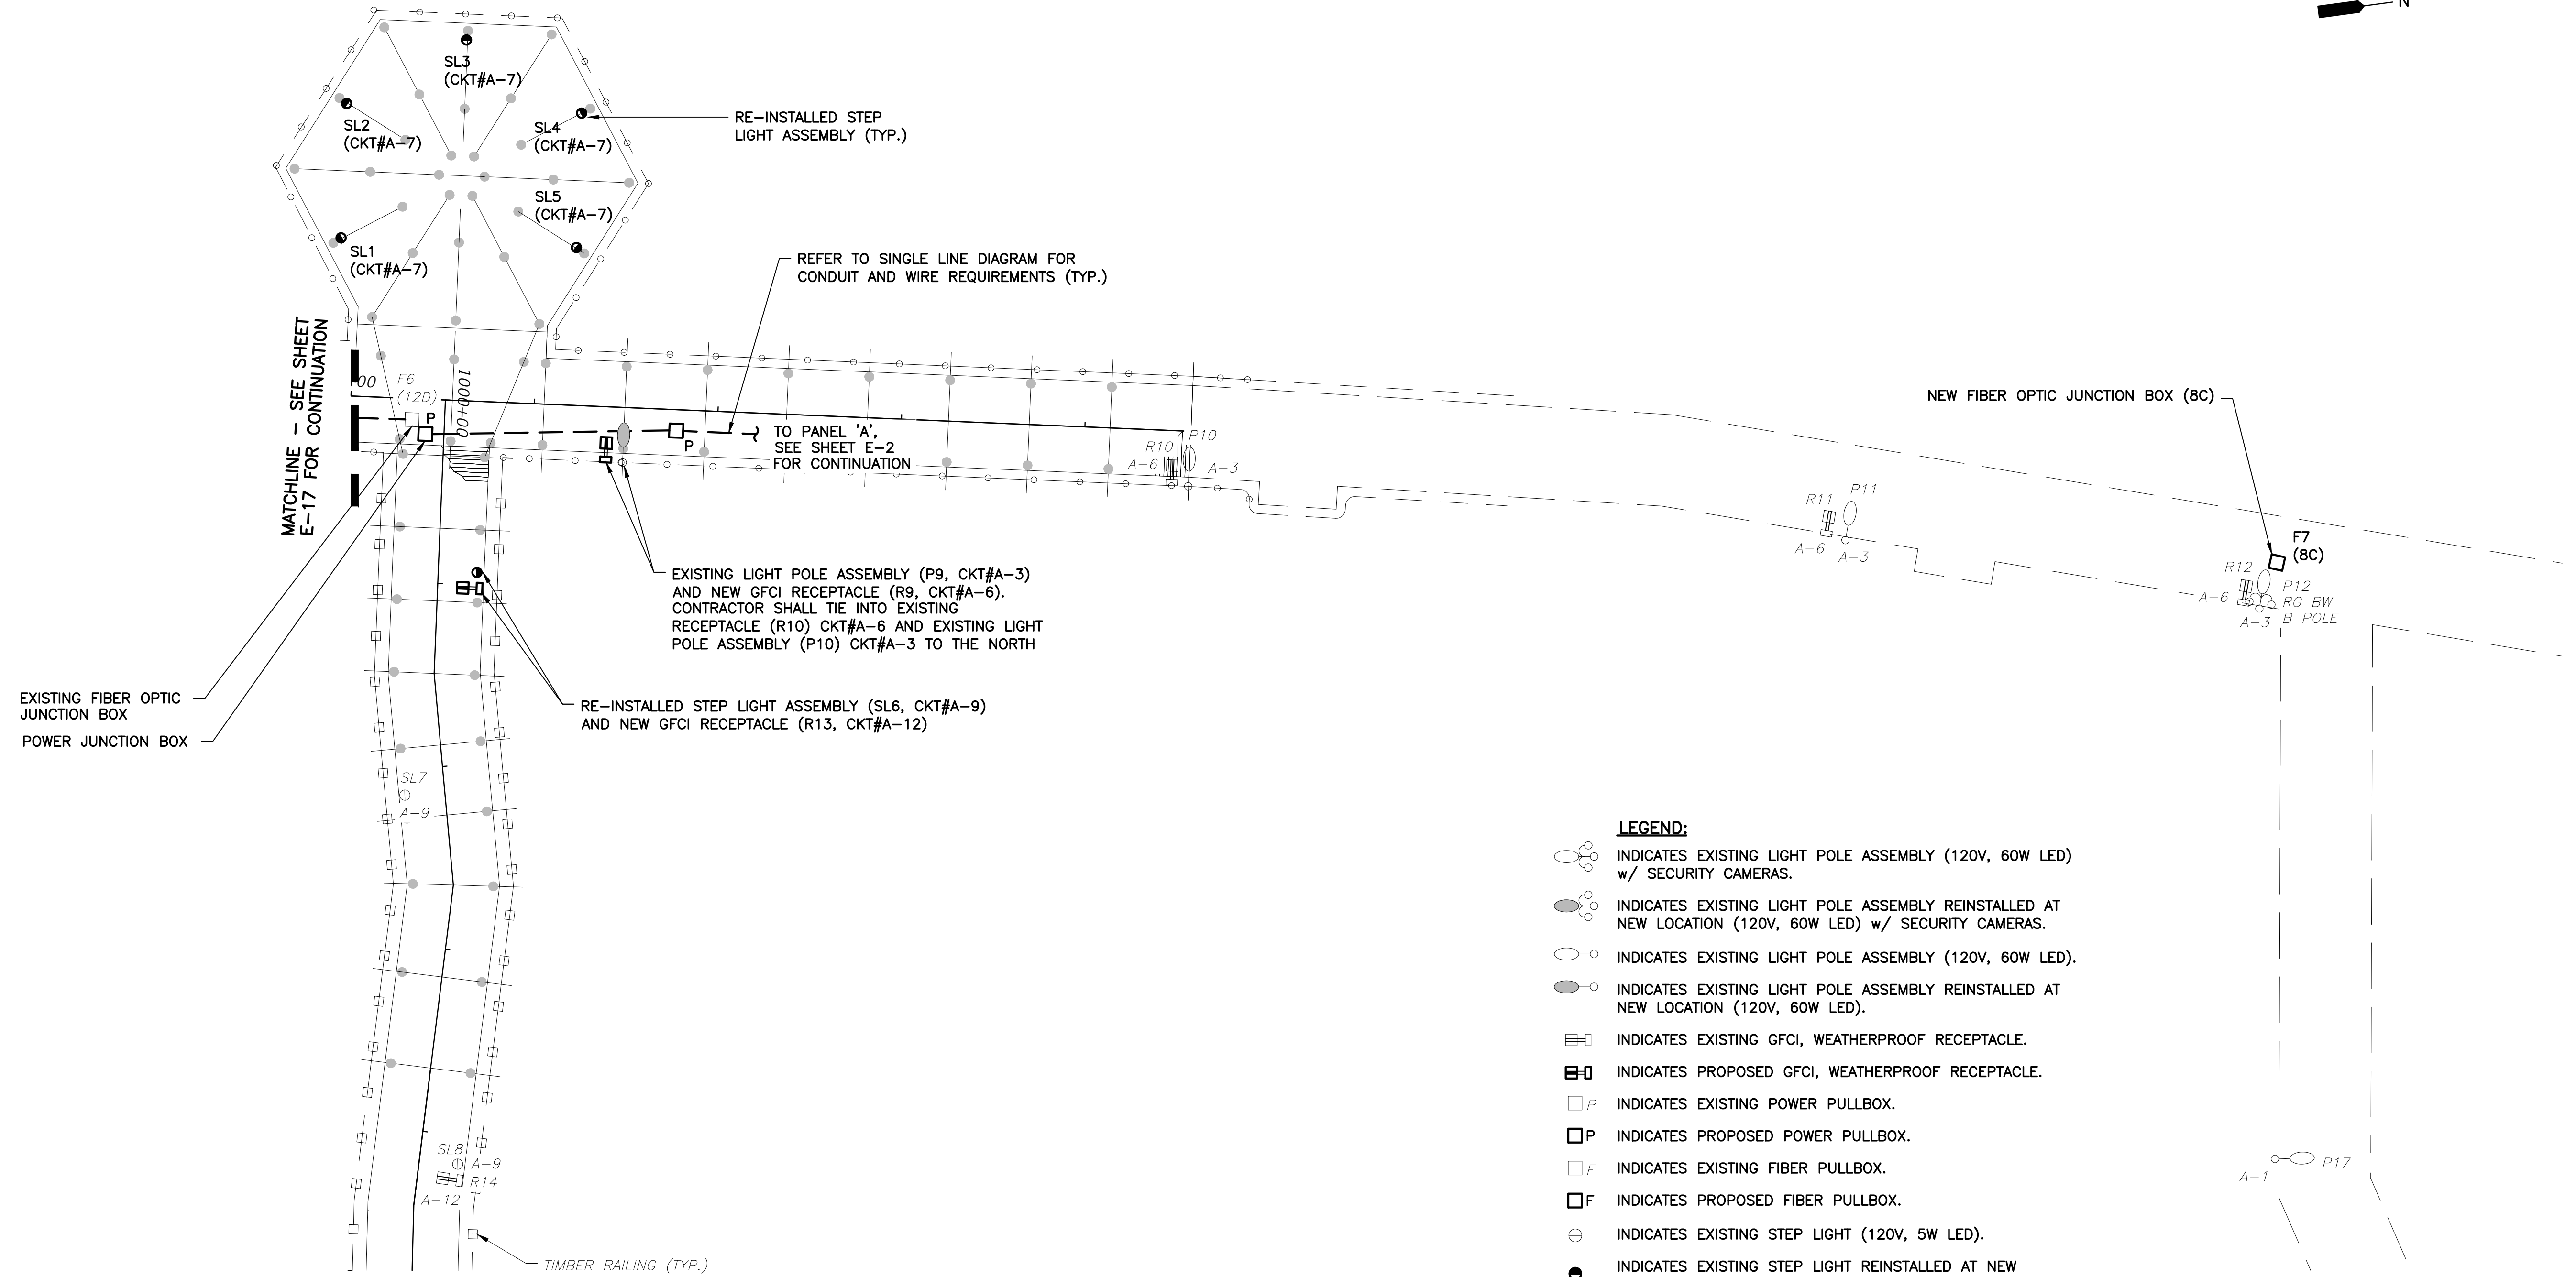 N
SL3
(CKT#A-7)
SL2
(CKT#A-7)
SL4
(CKT#A-7)
RE-INSTALLED STEP
LIGHT ASSEMBLY (TYP.)
SL5
(CKT#A-7)
SL1
(CKT#A-7)
REFER TO SINGLE LINE DIAGRAM FOR
CONDUIT AND WIRE REQUIREMENTS (TYP.)
MATCHLINE - SEE SHEET
E-17 FOR CONTINUATION
F6
(12D)
1000+00
P
P
TO PANEL 'A',
SEE SHEET E-2
FOR CONTINUATION
P10
R10
A-6
A-3
NEW FIBER OPTIC JUNCTION BOX (8C)
R11
P11
A-6
A-3
F7
(8C)
R12
P12
A-6
RG BW
A-3
B POLE
EXISTING LIGHT POLE ASSEMBLY (P9, CKT#A-3)
AND NEW GFCI RECEPTACLE (R9, CKT#A-6).
CONTRACTOR SHALL TIE INTO EXISTING
RECEPTACLE (R10) CKT#A-6 AND EXISTING LIGHT
POLE ASSEMBLY (P10) CKT#A-3 TO THE NORTH
EXISTING FIBER OPTIC
JUNCTION BOX
POWER JUNCTION BOX
RE-INSTALLED STEP LIGHT ASSEMBLY (SL6, CKT#A-9)
AND NEW GFCI RECEPTACLE (R13, CKT#A-12)
SL7
A-9
SL8
A-9
R14
A-12
TIMBER RAILING (TYP.)
P17
A-1
LEGEND:
INDICATES EXISTING LIGHT POLE ASSEMBLY (120V, 60W LED)
w/ SECURITY CAMERAS.
INDICATES EXISTING LIGHT POLE ASSEMBLY REINSTALLED AT
NEW LOCATION (120V, 60W LED) w/ SECURITY CAMERAS.
INDICATES EXISTING LIGHT POLE ASSEMBLY (120V, 60W LED).
INDICATES EXISTING LIGHT POLE ASSEMBLY REINSTALLED AT
NEW LOCATION (120V, 60W LED).
INDICATES EXISTING GFCI, WEATHERPROOF RECEPTACLE.
INDICATES PROPOSED GFCI, WEATHERPROOF RECEPTACLE.
P INDICATES EXISTING POWER PULLBOX.
P INDICATES PROPOSED POWER PULLBOX.
F INDICATES EXISTING FIBER PULLBOX.
F INDICATES PROPOSED FIBER PULLBOX.
INDICATES EXISTING STEP LIGHT (120V, 5W LED).
INDICATES EXISTING STEP LIGHT REINSTALLED AT NEW